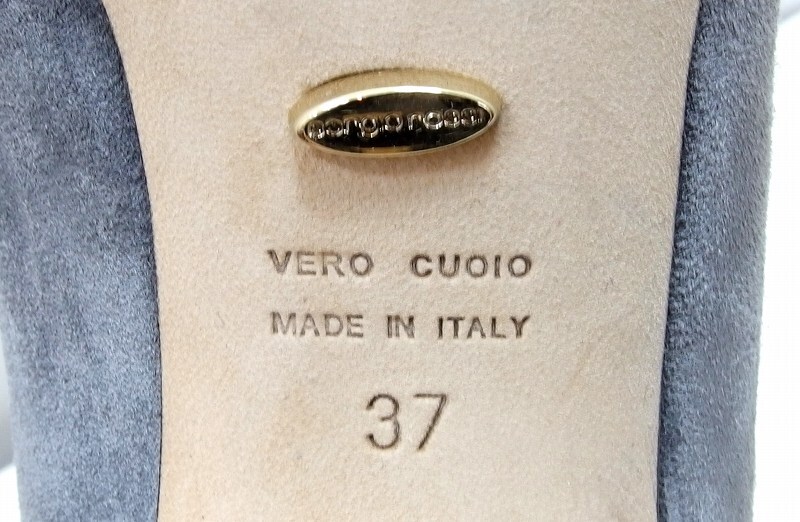 sergio rossi
VERO CUOIO
MADE IN ITALY
37